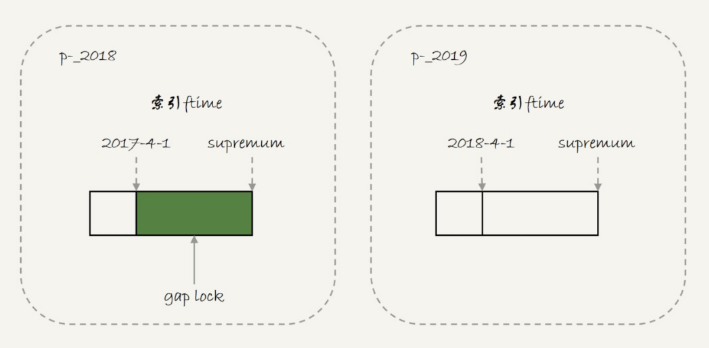 p-_2018
索引ftime
2017-4-1 supremum
gap lock
p-_2019
索引ftime
2018-4-1 supremum